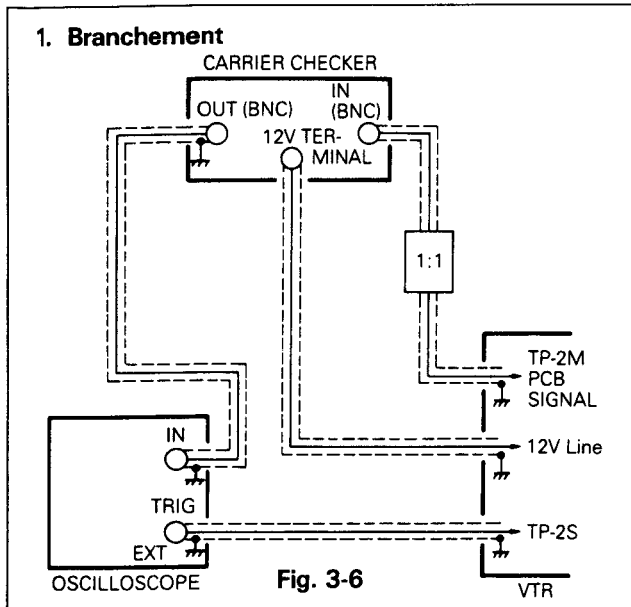 1. Branchement
CARRIER CHECKER
OUT (BNC)
IN
(BNC)
12V TER-
MINAL
1:1
TP-2M
PCB
SIGNAL
IN
12V Line
TRIG
EXT
TP-2S
OSCILLOSCOPE
Fig. 3-6
VTR